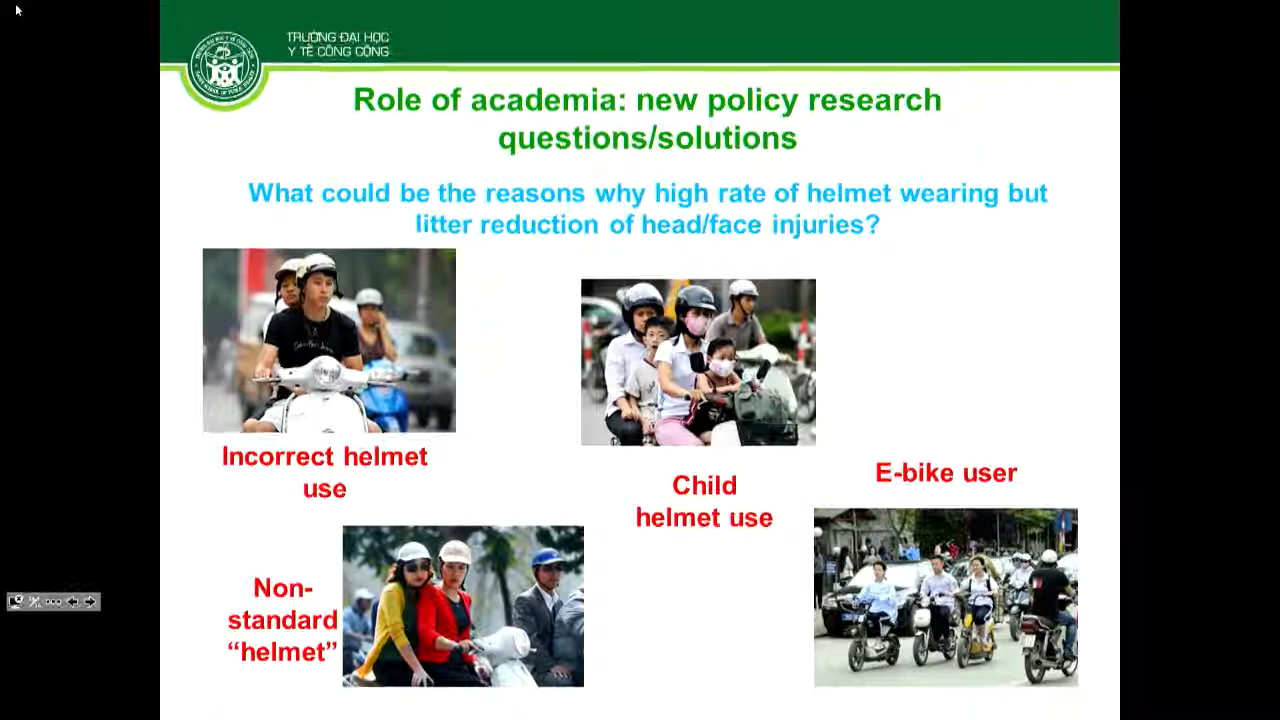 TRƯỜNG ĐẠI HỌC
Y TẾ CÔNG CỘNG
Role of academia: new policy research
questions/solutions
What could be the reasons why high rate of helmet wearing but
litter reduction of head/face injuries?
Incorrect helmet
use
Child
helmet use
E-bike user
Non-
standard
“helmet”